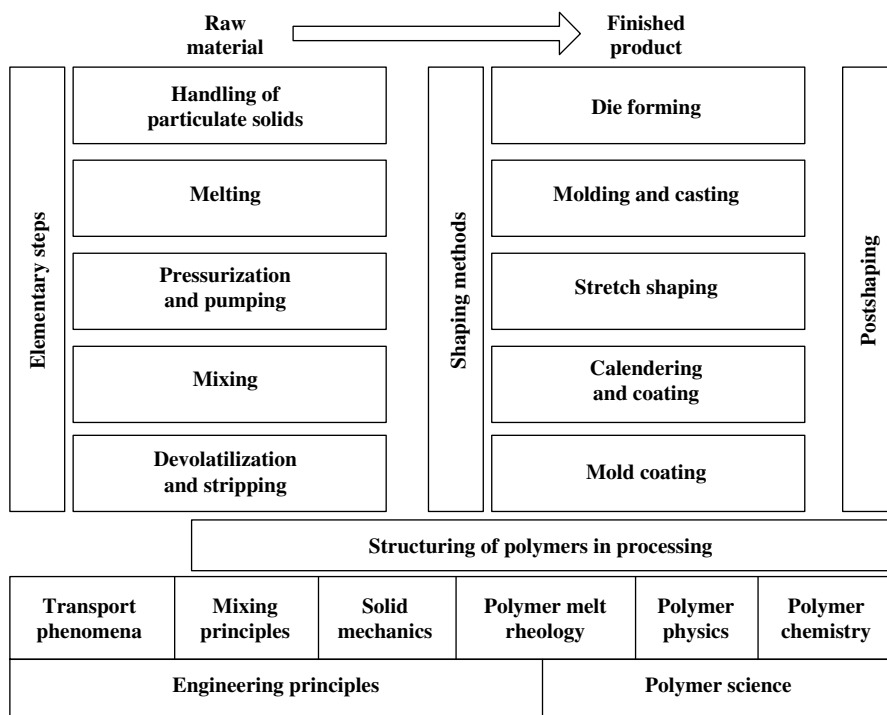 Raw
material
Finished
product
Elementary steps
Handling of
particulate solids
Melting
Pressurization
and pumping
Mixing
Devolatilization
and stripping
Shaping methods
Die forming
Molding and casting
Stretch shaping
Calendering
and coating
Mold coating
Postshaping
Structuring of polymers in processing
Transport
phenomena
Mixing
principles
Solid
mechanics
Polymer melt
rheology
Polymer
physics
Polymer
chemistry
Engineering principles
Polymer science